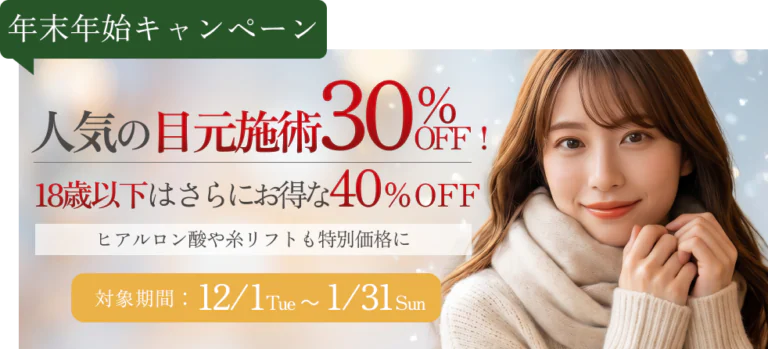 年末年始キャンペーン
人気の目元施術30%OFF！
18歳以下はさらにお得な40%OFF
ヒアルロン酸や糸リフトも特別価格に
対象期間：12/1Tue～1/31Sun